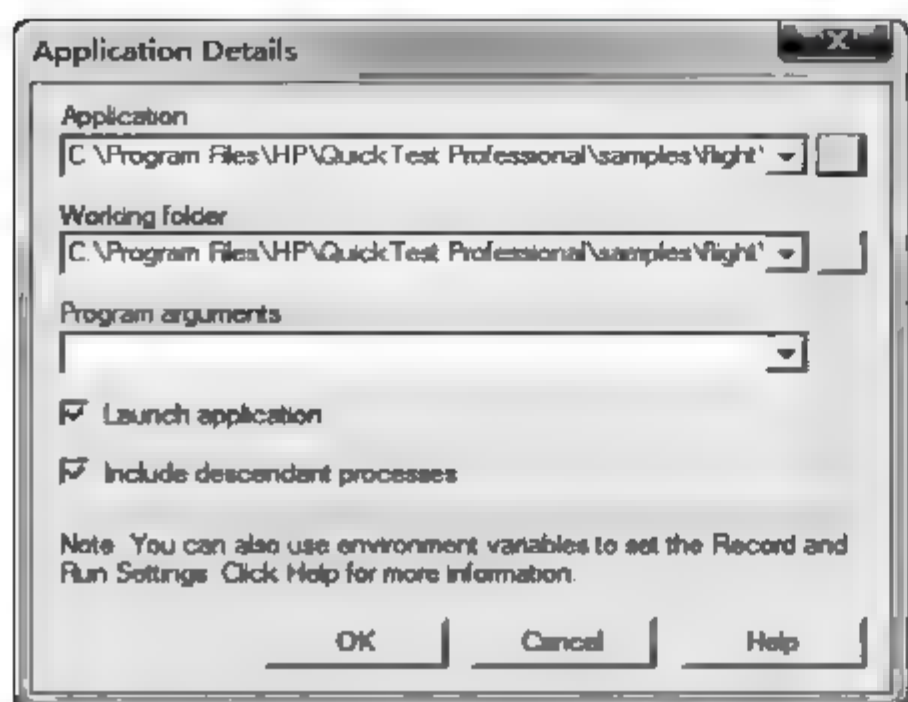 Application Details
Application
C:\Program Files\HP\QuickTest Professional\samples\flight\
Working folder
C:\Program Files\HP\QuickTest Professional\samples\flight\
Program arguments
Launch application
Include descendant processes
Note: You can also use environment variables to set the Record and
Run Settings. Click Help for more information.
OK
Cancel
Help